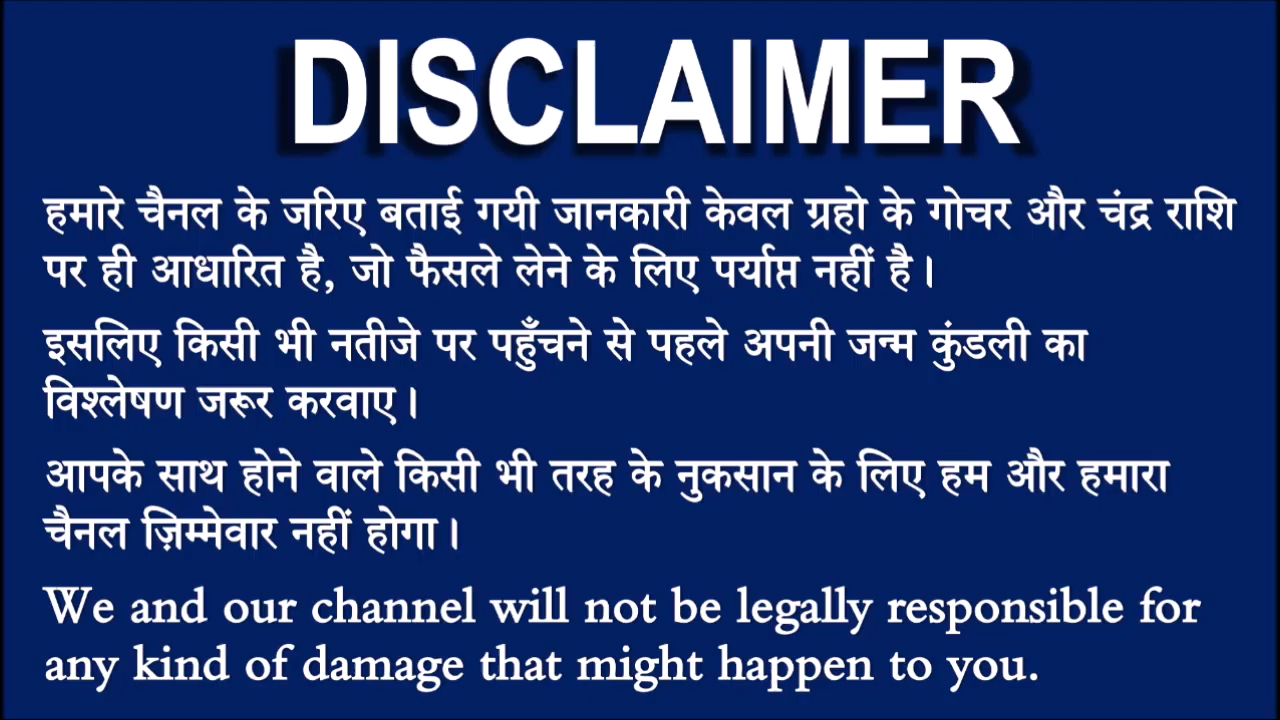 DISCLAIMER
हमारे चैनल के जरिए बताई गयी जानकारी केवल ग्रहो के गोचर और चंद्र राशि
पर ही आधारित है, जो फैसले लेने के लिए पर्याप्त नहीं है।
इसलिए किसी भी नतीजे पर पहुँचने से पहले अपनी जन्म कुंडली का
विश्लेषण जरूर करवाए।
आपके साथ होने वाले किसी भी तरह के नुकसान के लिए हम और हमारा
चैनल ज़िम्मेवार नहीं होगा।
We and our channel will not be legally responsible for
any kind of damage that might happen to you.